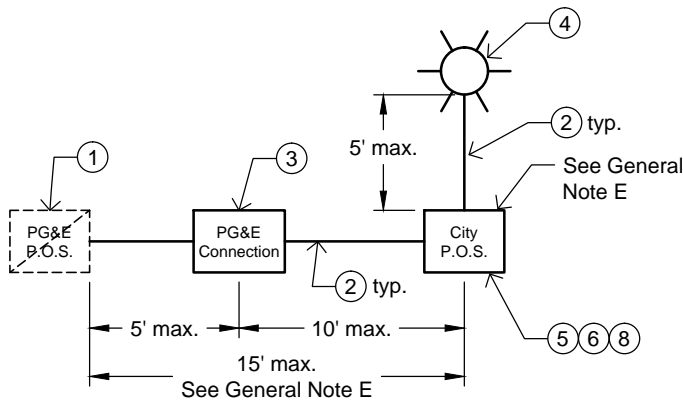 4
2 typ.
5' max.
1
3
See General
Note E
PG&E
P.O.S.
PG&E
Connection
City
P.O.S.
2 typ.
5' max.
10' max.
5 6 8
15' max.
See General Note E